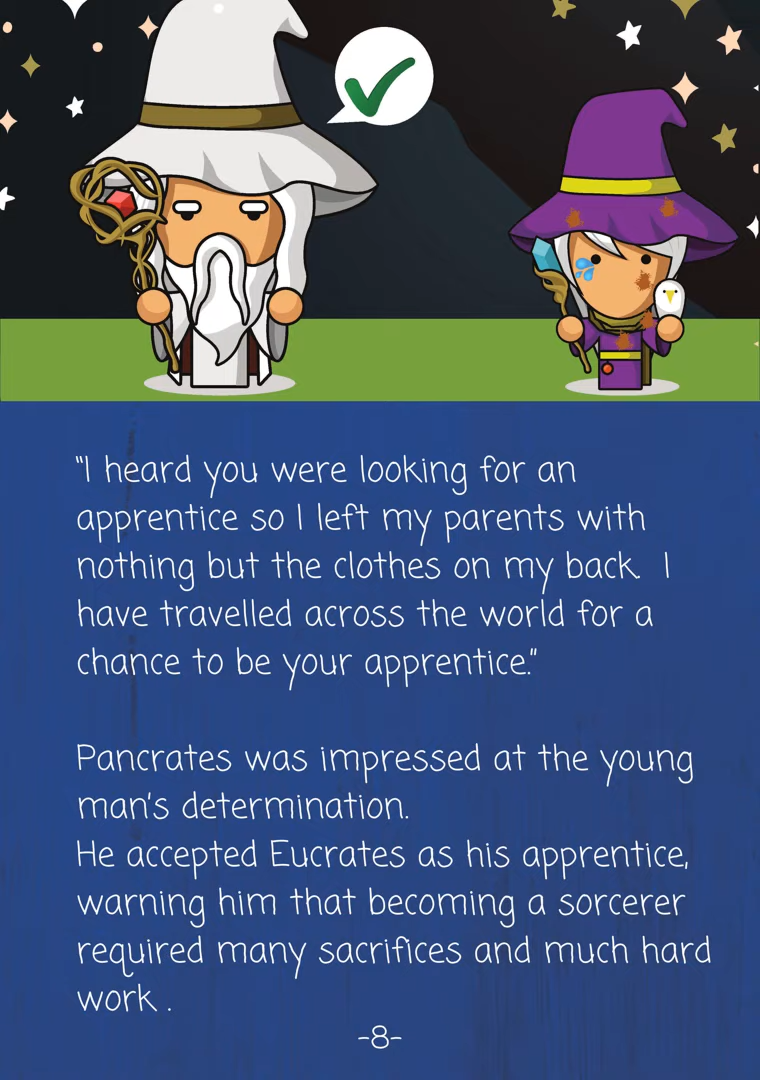 "I heard you were looking for an
apprentice so I left my parents with
nothing but the clothes on my back.  I
have travelled across the world for a
chance to be your apprentice."
Pancrates was impressed at the young
man's determination.
He accepted Eucrates as his apprentice,
warning him that becoming a sorcerer
required many sacrifices and much hard
work .
-8-